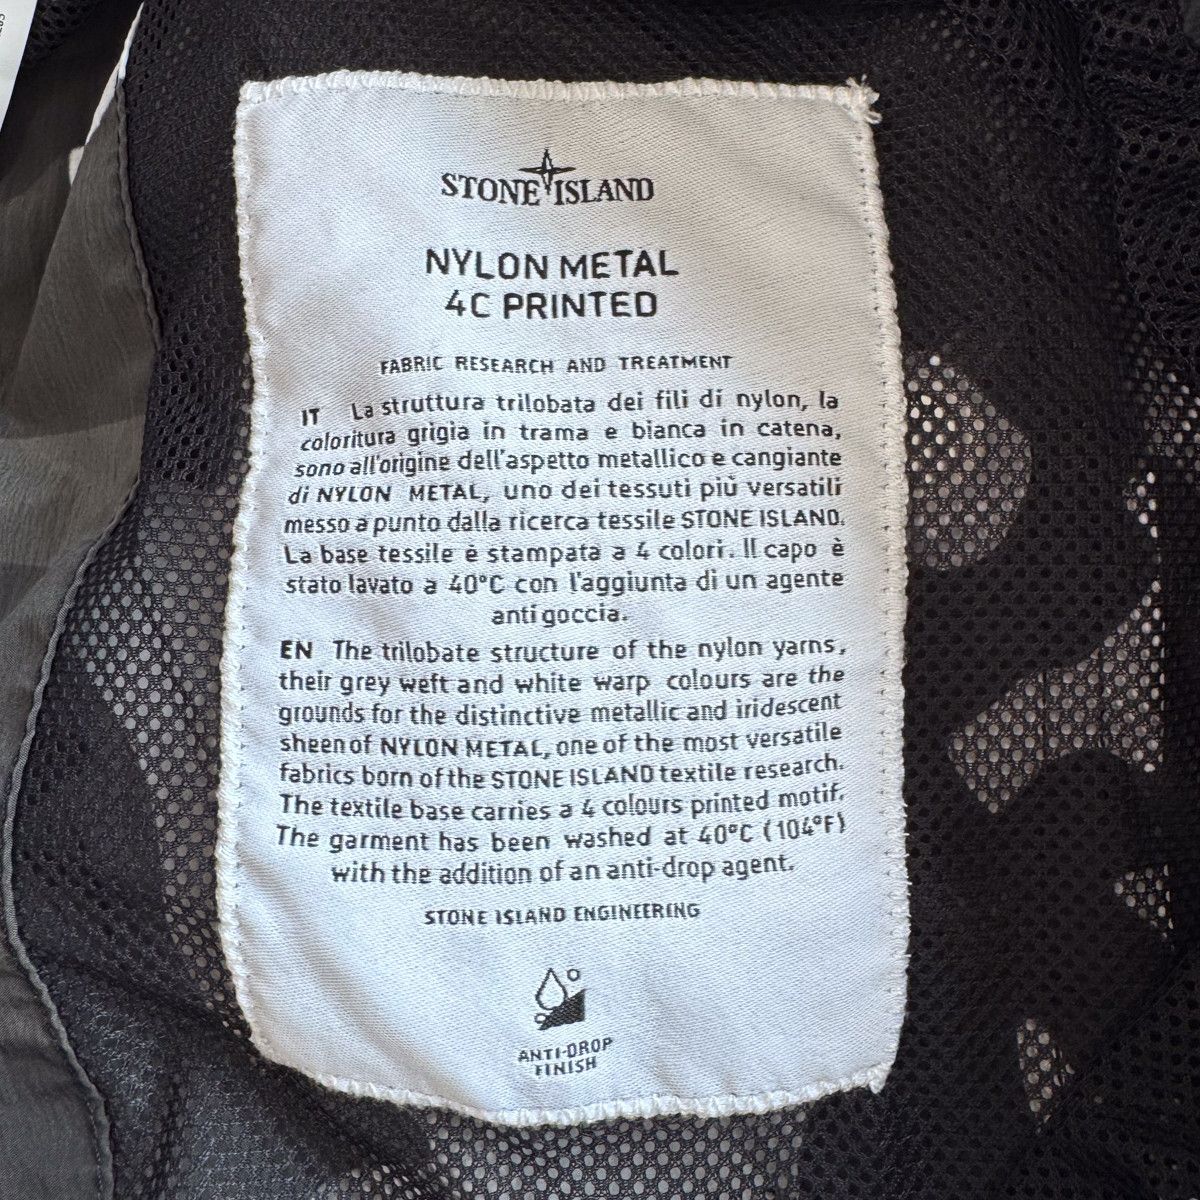 STONE ISLAND
NYLON METAL
4C PRINTED
FABRIC RESEARCH AND TREATMENT
IT La struttura trilobata dei fili di nylon, la
coloritura grigia in trama e bianca in catena,
sono all'origine dell'aspetto metallico e cangiante
di NYLON METAL, uno dei tessuti più versatili
messo a punto dalla ricerca tessile STONE ISLAND.
La base tessile è stampata a 4 colori. Il capo è
stato lavato a 40°C con l'aggiunta di un agente
anti goccia.
EN The trilobate structure of the nylon yarns,
their grey weft and white warp colours are the
grounds for the distinctive metallic and iridescent
sheen of NYLON METAL, one of the most versatile
fabrics born of the STONE ISLAND textile research.
The textile base carries a 4 colours printed motif.
The garment has been washed at 40°C (104°F)
with the addition of an anti-drop agent.
STONE ISLAND ENGINEERING
ANTI-DROP
FINISH